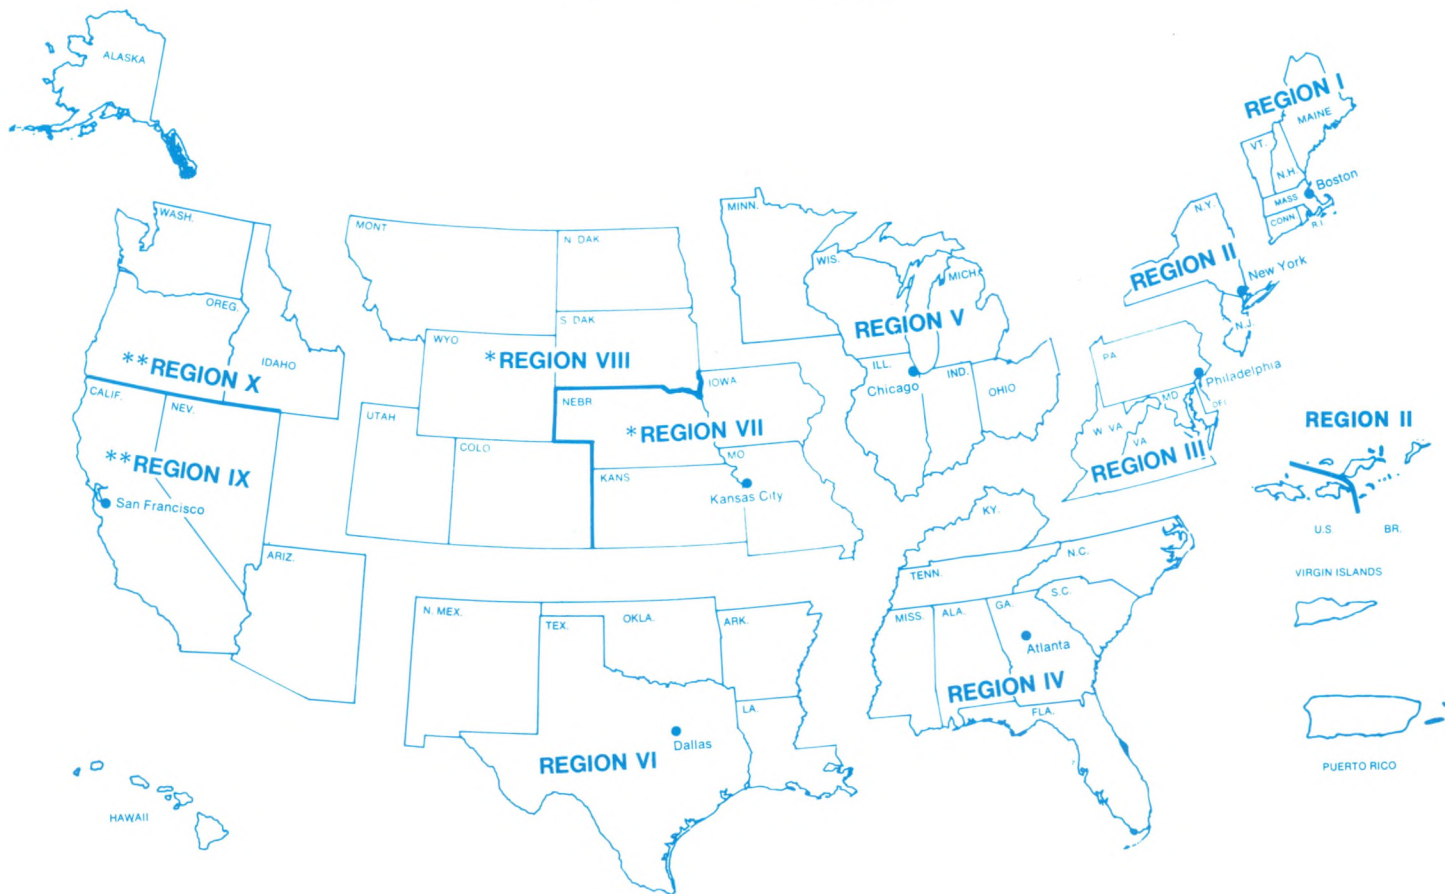 ALASKA
REGION I
MAINE
VT.
N.H.
Boston
MASS
CONN
R.I.
WASH.
OREG.
IDAHO
**REGION X
MONT
N DAK
S DAK
WYO
*REGION VIII
UTAH
COLO
MINN.
WIS.
MICH.
REGION V
ILL.
Chicago
IND.
OHIO
N.Y.
REGION II
New York
N.J.
PA
Philadelphia
MD
DEL
W VA
VA
REGION III
CALIF.
NEV.
**REGION IX
San Francisco
ARIZ.
NEBR
IOWA
*REGION VII
KANS
MO
Kansas City
KY.
TENN.
N.C.
S.C.
MISS.
ALA.
GA.
Atlanta
REGION IV
FLA.
N. MEX.
TEX.
OKLA.
ARK.
LA.
Dallas
REGION VI
REGION II
U.S BR.
VIRGIN ISLANDS
PUERTO RICO
HAWAII